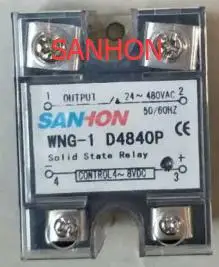 SANHON
1 OUTPUT 24~480VAC 2
50/60HZ
SANHON
CE
WNG-1 D4840P
Solid State Relay
- +
4 CONTROL4~8VDC 3